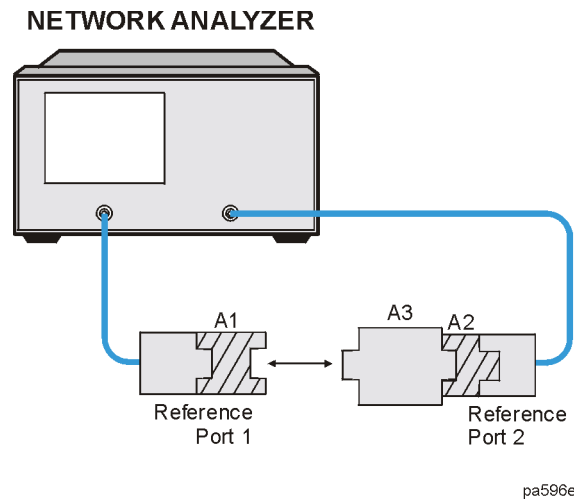 NETWORK ANALYZER
A1
A3
A2
Reference
Port 1
Reference
Port 2
pa596e